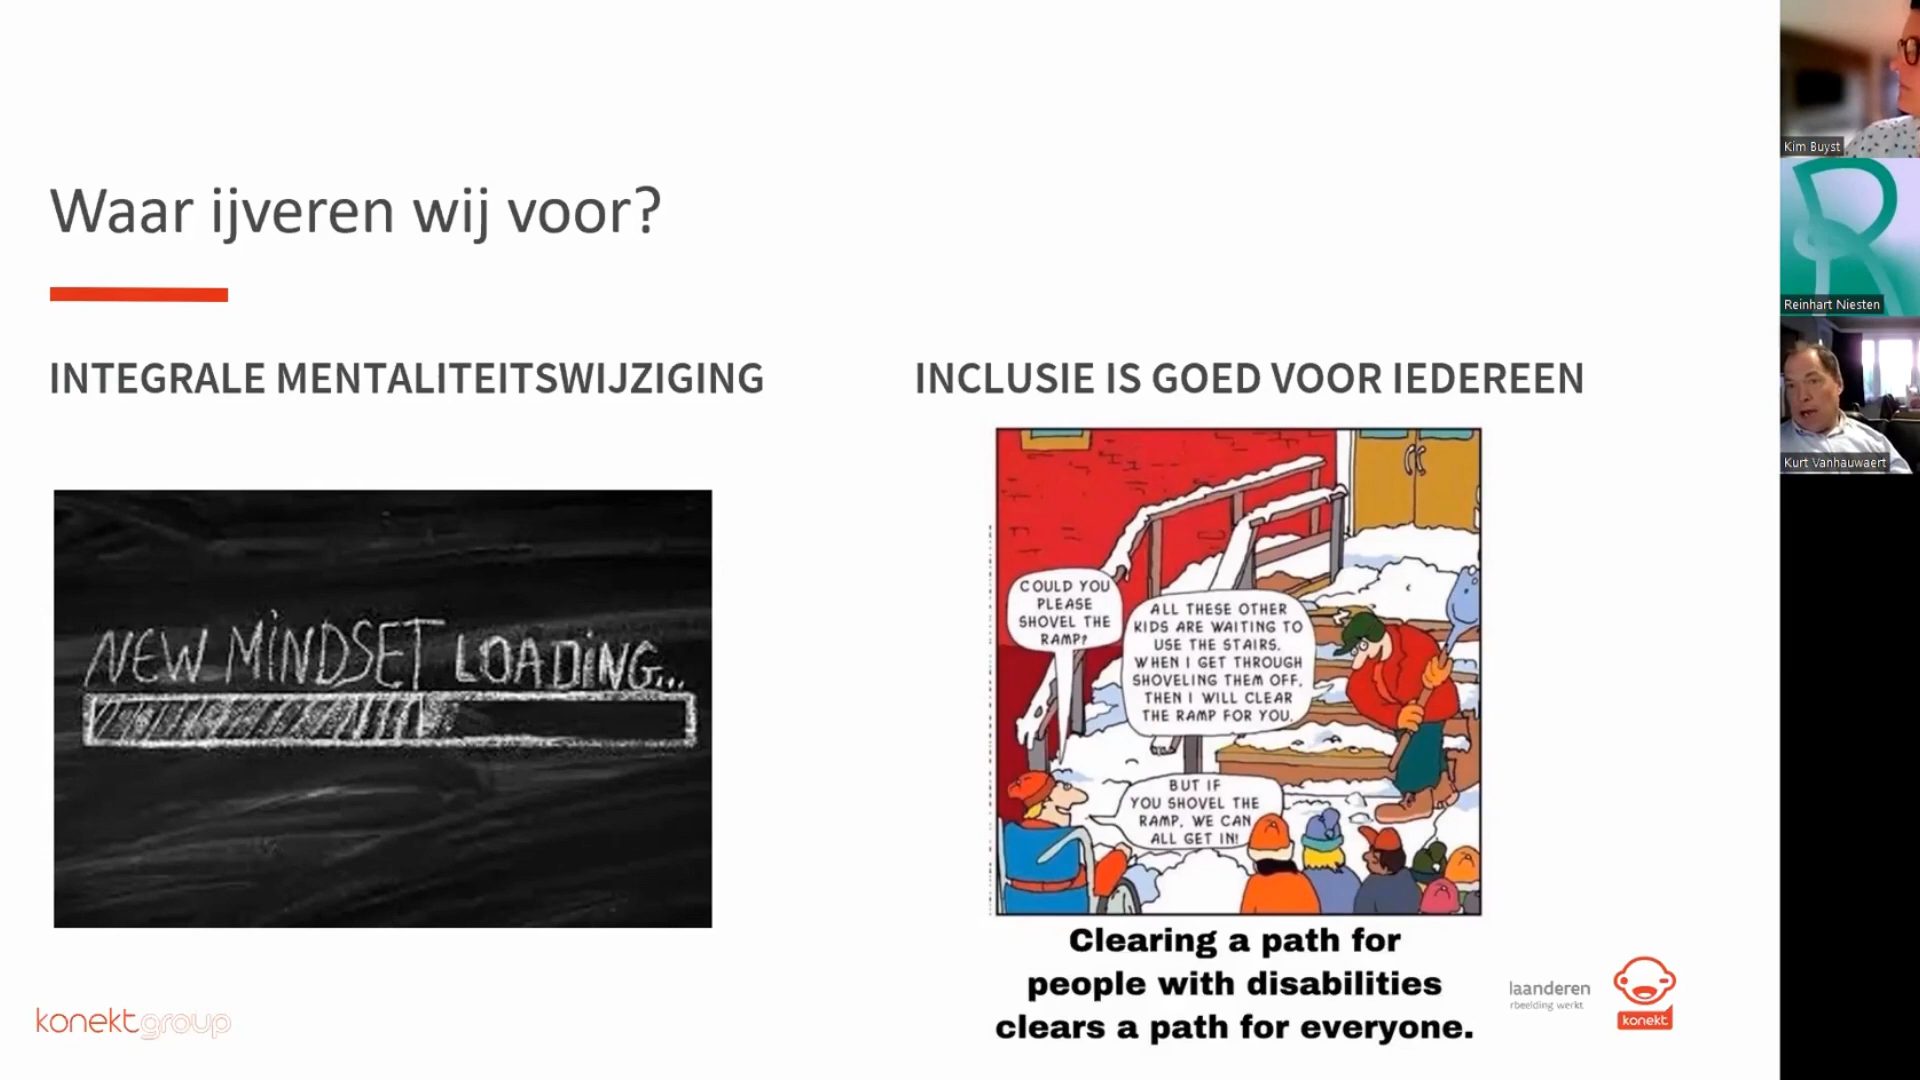 Waar ijveren wij voor?
INTEGRALE MENTALITEITSWIJZIGING
NEW MINDSET LOADING...
konektgroup
INCLUSIE IS GOED VOOR IEDEREEN
COULD YOU
PLEASE
SHOVEL THE
RAMP?
ALL THESE OTHER
KIDS ARE WAITING TO
USE THE STAIRS.
WHEN I GET THROUGH
SHOVELING THEM OFF,
THEN I WILL CLEAR
THE RAMP FOR YOU.
BUT IF
YOU SHOVEL THE
RAMP, WE CAN
ALL GET IN!
Clearing a path for
people with disabilities
clears a path for everyone.
laanderen
rbeelding werkt
konekt
Kim Buyst
Reinhart Niesten
Kurt Vanhauwaert